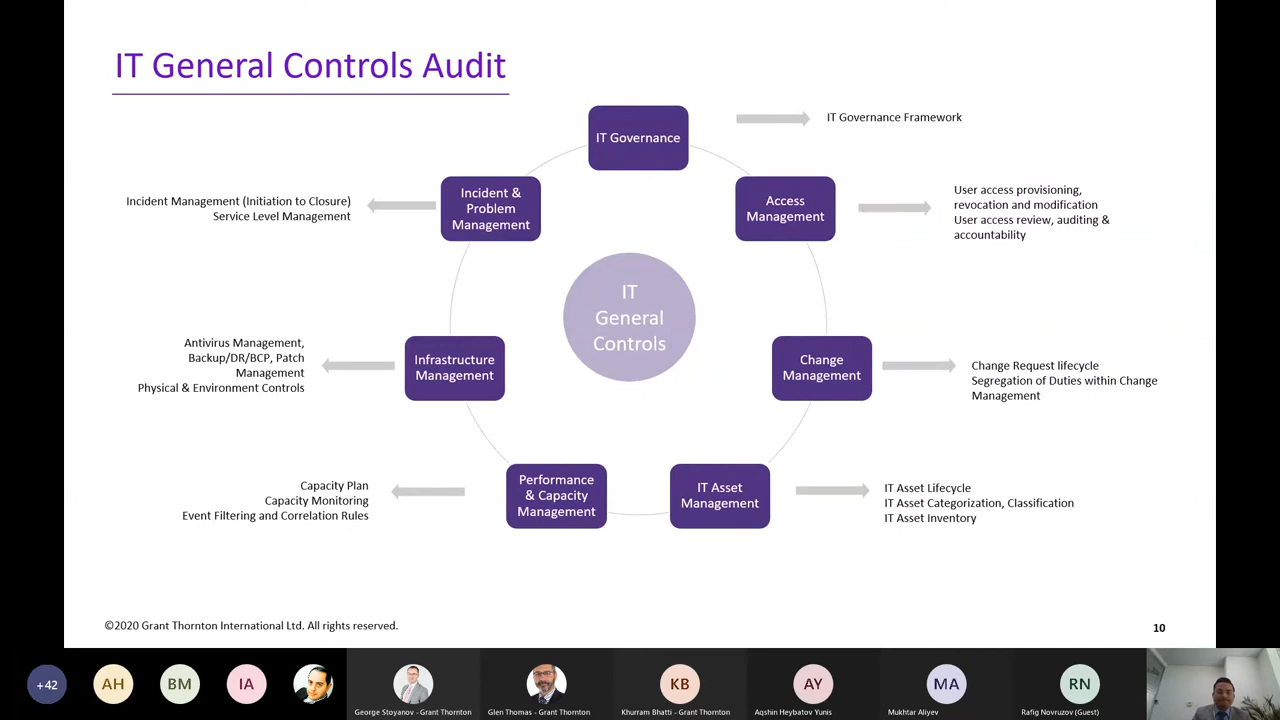 IT General Controls Audit
IT Governance
IT Governance Framework
Access
Management
User access provisioning,
revocation and modification
User access review, auditing &
accountability
Change
Management
Change Request lifecycle
Segregation of Duties within Change
Management
IT Asset
Management
IT Asset Lifecycle
IT Asset Categorization, Classification
IT Asset Inventory
Performance
& Capacity
Management
Capacity Plan
Capacity Monitoring
Event Filtering and Correlation Rules
Infrastructure
Management
Antivirus Management,
Backup/DR/BCP, Patch
Management
Physical & Environment Controls
Incident &
Problem
Management
Incident Management (Initiation to Closure)
Service Level Management
IT
General
Controls
©2020 Grant Thornton International Ltd. All rights reserved.
10
+42
AH
BM
IA
George Stoyanov - Grant Thornton
Glen Thomas - Grant Thornton
KB
Khurram Bhatti - Grant Thornton
AY
Aqshin Heybatov Yunis
MA
Mukhtar Aliyev
RN
Rafig Novruzov (Guest)